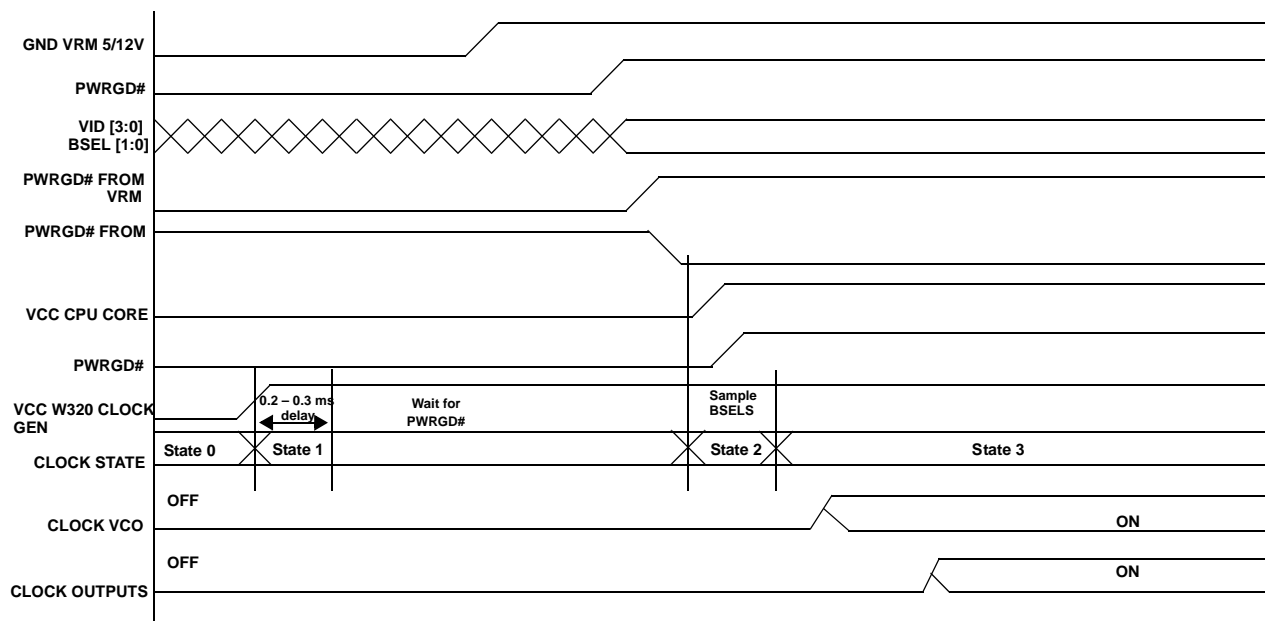 GND VRM 5/12V
PWRGD#
VID [3:0]
BSEL [1:0]
PWRGD# FROM
VRM
PWRGD# FROM
VCC CPU CORE
PWRGD#
VCC W320 CLOCK
GEN
0.2 – 0.3 ms
delay
Wait for
PWRGD#
Sample
BSELS
CLOCK STATE
State 0
State 1
State 2
State 3
OFF
CLOCK VCO
ON
OFF
CLOCK OUTPUTS
ON